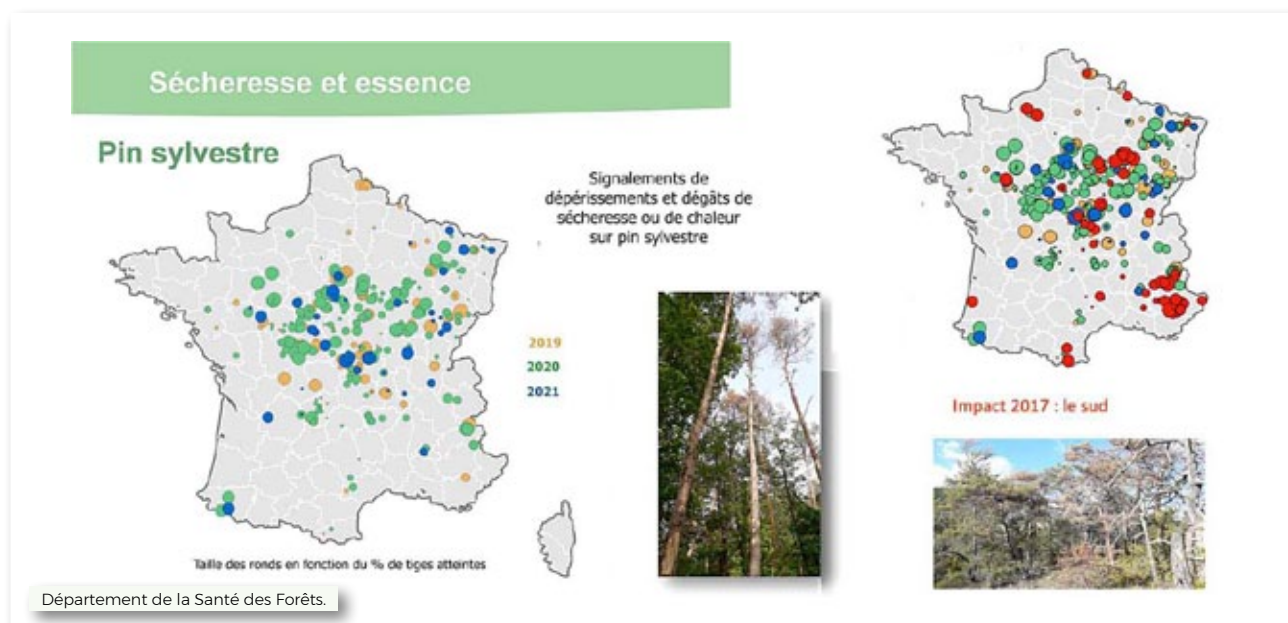 Sécheresse et essence
Pin sylvestre
Signalements de
dépérissements et dégâts de
sécheresse ou de chaleur
sur pin sylvestre
2019
2020
2021
Impact 2017 : le sud
Taille des ronds en fonction du % de tiges atteintes
Département de la Santé des Forêts.